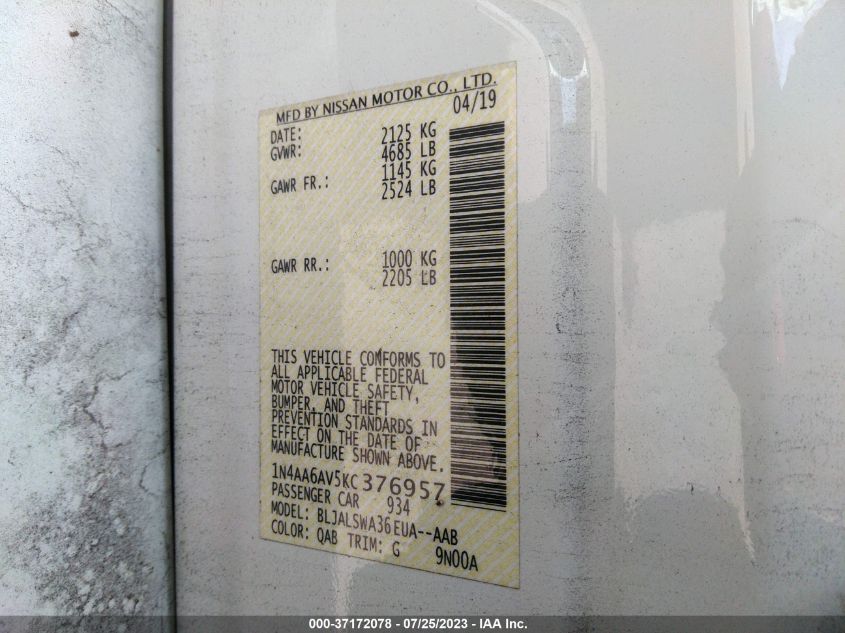 MFD BY NISSAN MOTOR CO., LTD.
DATE: 04/19
GVWR: 2125 KG
4685 LB
GAWR FR.: 1145 KG
2524 LB
GAWR RR.: 1000 KG
2205 LB
THIS VEHICLE CONFORMS TO
ALL APPLICABLE FEDERAL
MOTOR VEHICLE SAFETY,
BUMPER, AND THEFT
PREVENTION STANDARDS IN
EFFECT ON THE DATE OF
MANUFACTURE SHOWN ABOVE.
1N4AA6AV5KC376957
PASSENGER CAR 934
MODEL: BLJALSWA36EUA--AAB
COLOR: QAB TRIM: G 9N00A
000-37172078 - 07/25/2023 - IAA Inc.